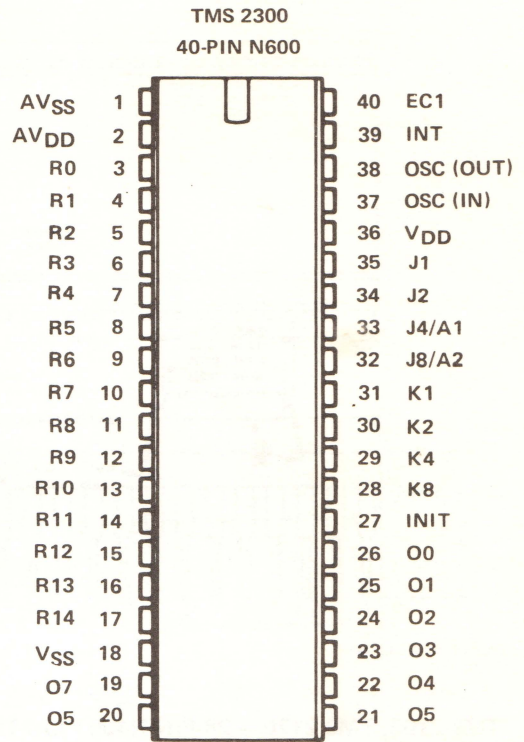 TMS 2300
40-PIN N600
AVSS 1 40 EC1
AVDD 2 39 INT
R0 3 38 OSC (OUT)
R1 4 37 OSC (IN)
R2 5 36 VDD
R3 6 35 J1
R4 7 34 J2
R5 8 33 J4/A1
R6 9 32 J8/A2
R7 10 31 K1
R8 11 30 K2
R9 12 29 K4
R10 13 28 K8
R11 14 27 INIT
R12 15 26 O0
R13 16 25 O1
R14 17 24 O2
VSS 18 23 O3
O7 19 22 O4
O5 20 21 O5